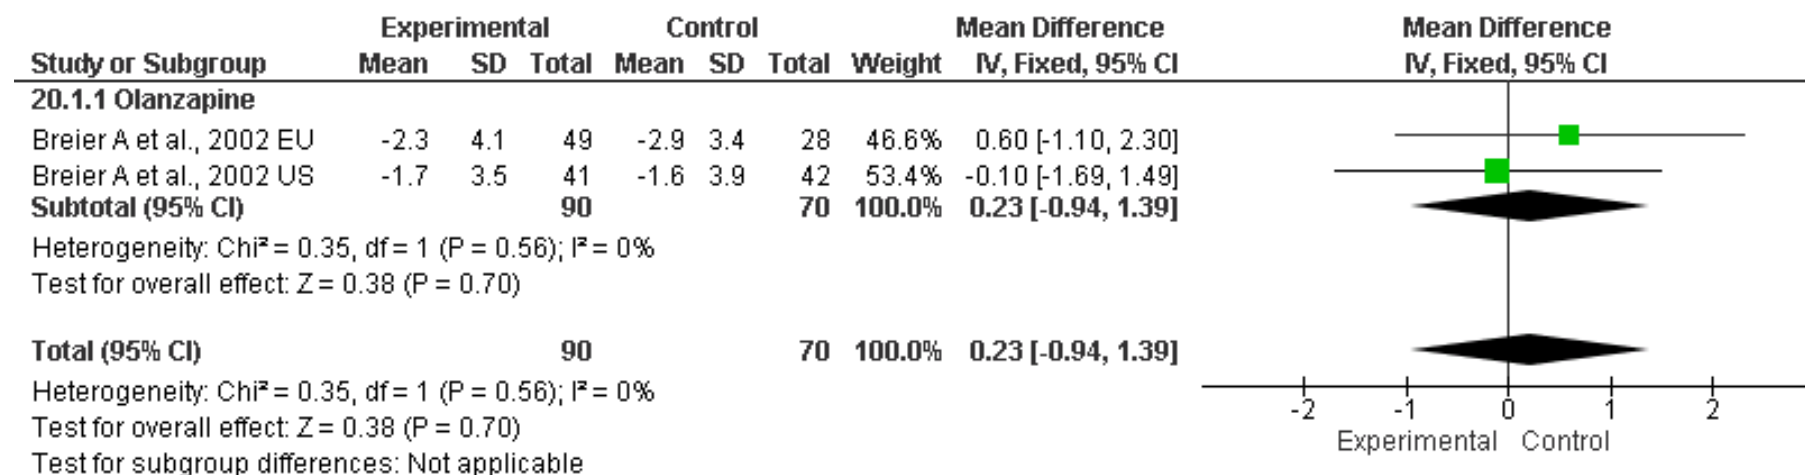 Experimental Control Mean Difference Mean Difference
Study or Subgroup Mean SD Total Mean SD Total Weight IV, Fixed, 95% CI IV, Fixed, 95% CI
20.1.1 Olanzapine
Breier A et al., 2002 EU -2.3 4.1 49 -2.9 3.4 28 46.6% 0.60 [-1.10, 2.30]
Breier A et al., 2002 US -1.7 3.5 41 -1.6 3.9 42 53.4% -0.10 [-1.69, 1.49]
Subtotal (95% CI) 90 70 100.0% 0.23 [-0.94, 1.39]
Heterogeneity: Chi² = 0.35, df = 1 (P = 0.56); I² = 0%
Test for overall effect: Z = 0.38 (P = 0.70)
Total (95% CI) 90 70 100.0% 0.23 [-0.94, 1.39]
Heterogeneity: Chi² = 0.35, df = 1 (P = 0.56); I² = 0%
Test for overall effect: Z = 0.38 (P = 0.70)
Test for subgroup differences: Not applicable
-2 -1 0 1 2
Experimental Control